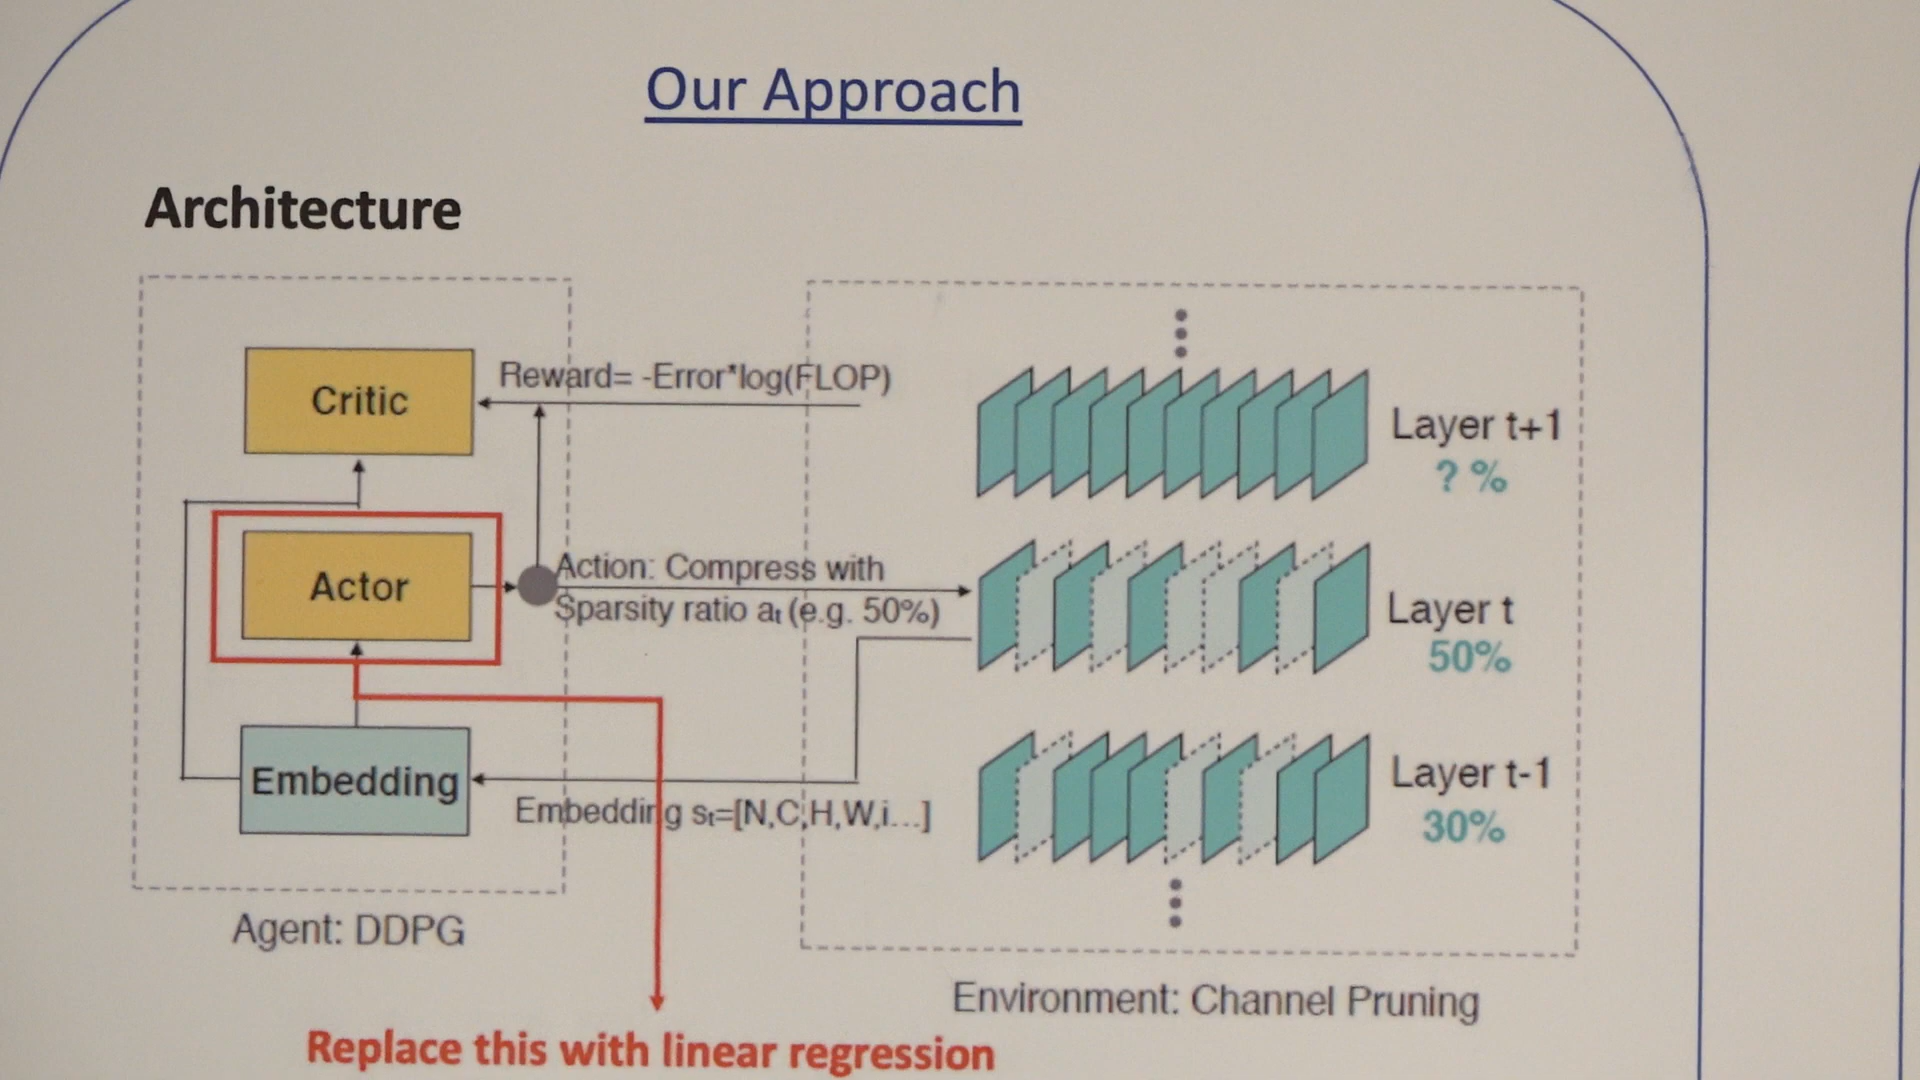 Our Approach
Architecture
Critic
Reward= -Error*log(FLOP)
Layer t+1
? %
Actor
Action: Compress with
Sparsity ratio aₜ (e.g. 50%)
Layer t
50%
Embedding
Embedding sₜ=[N,C,H,W,i...]
Layer t-1
30%
Agent: DDPG
Environment: Channel Pruning
Replace this with linear regression